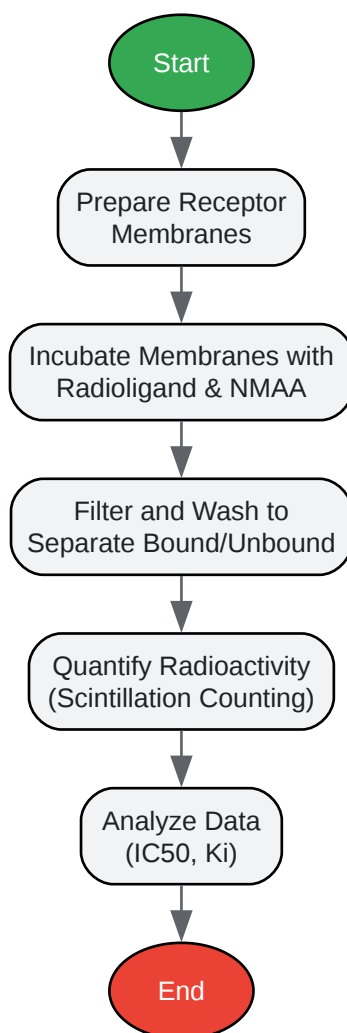 Start
Prepare Receptor
Membranes
Incubate Membranes with
Radioligand & NMAA
Filter and Wash to
Separate Bound/Unbound
Quantify Radioactivity
(Scintillation Counting)
Analyze Data
(IC50, Ki)
End